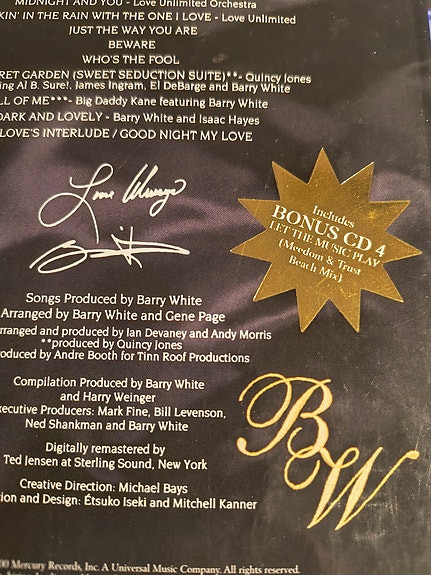 MIDNIGHT AND YOU - Love Unlimited Orchestra
KIN' IN THE RAIN WITH THE ONE I LOVE - Love Unlimited
JUST THE WAY YOU ARE
BEWARE
WHO'S THE FOOL
RET GARDEN (SWEET SEDUCTION SUITE)**- Quincy Jones
ing Al B. Sure!, James Ingram, El DeBarge and Barry White
LL OF ME***- Big Daddy Kane featuring Barry White
DARK AND LOVELY - Barry White and Isaac Hayes
LOVE'S INTERLUDE / GOOD NIGHT MY LOVE
Love Always
Includes
BONUS CD 4
LET THE MUSIC PLAY
(Meedom & Trust
Beach Mix)
Songs Produced by Barry White
Arranged by Barry White and Gene Page
arranged and produced by Ian Devaney and Andy Morris
**produced by Quincy Jones
roduced by Andre Booth for Tinn Roof Productions
Compilation Produced by Barry White
and Harry Weinger
xecutive Producers: Mark Fine, Bill Levenson,
Ned Shankman and Barry White
Digitally remastered by
Ted Jensen at Sterling Sound, New York
Creative Direction: Michael Bays
tion and Design: Étsuko Iseki and Mitchell Kanner
BW
00 Mercury Records, Inc. A Universal Music Company. All rights reserved.